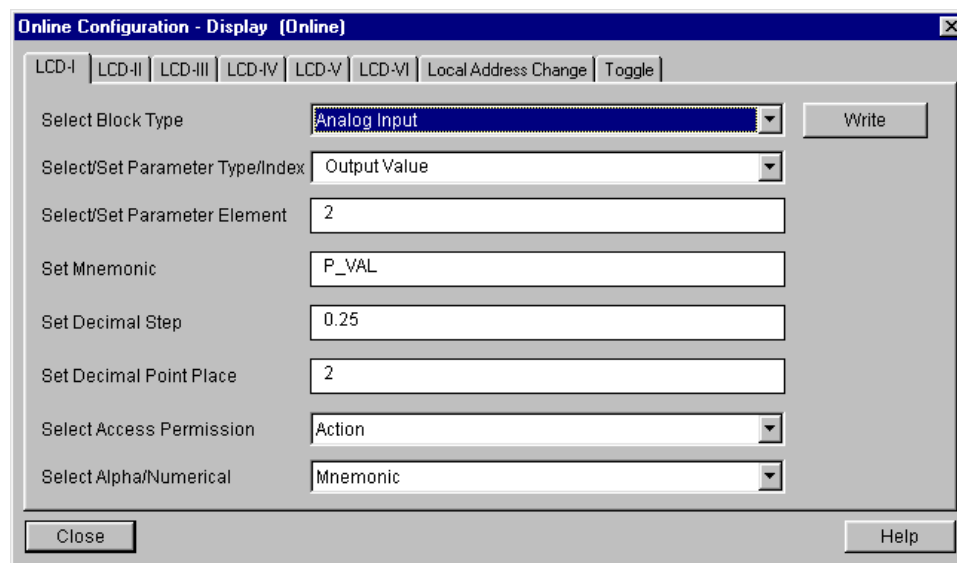 Online Configuration - Display (Online)
LCD-I LCD-II LCD-III LCD-IV LCD-V LCD-VI Local Address Change Toggle
Select Block Type Analog Input Write
Select/Set Parameter Type/Index Output Value
Select/Set Parameter Element 2
Set Mnemonic P_VAL
Set Decimal Step 0.25
Set Decimal Point Place 2
Select Access Permission Action
Select Alpha/Numerical Mnemonic
Close Help